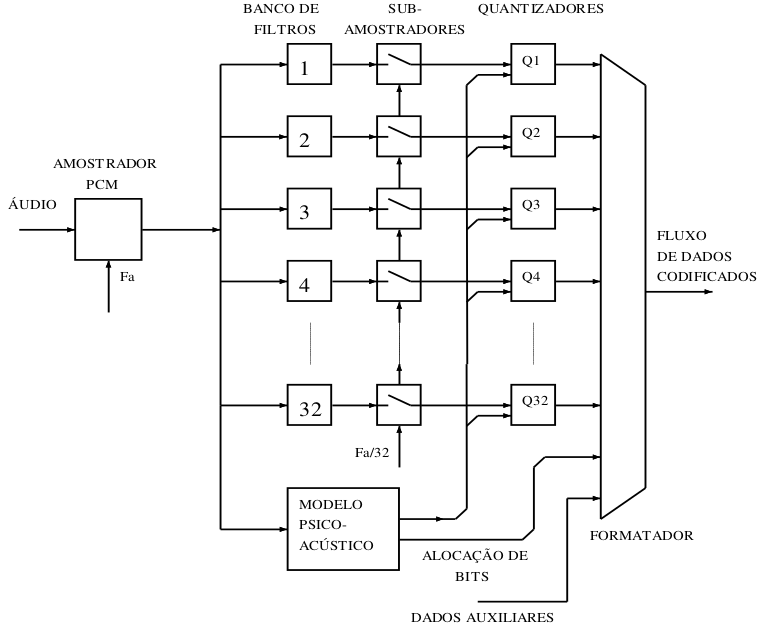 BANCO DE
FILTROS
SUB-
AMOSTRADORES
QUANTIZADORES
1
Q1
2
Q2
AMOSTRADOR
PCM
ÁUDIO
3
Q3
Fa
4
Q4
FLUXO
DE DADOS
CODIFICADOS
32
Q32
Fa/32
MODELO
PSICO-
ACÚSTICO
ALOCAÇÃO DE
BITS
FORMATADOR
DADOS AUXILIARES